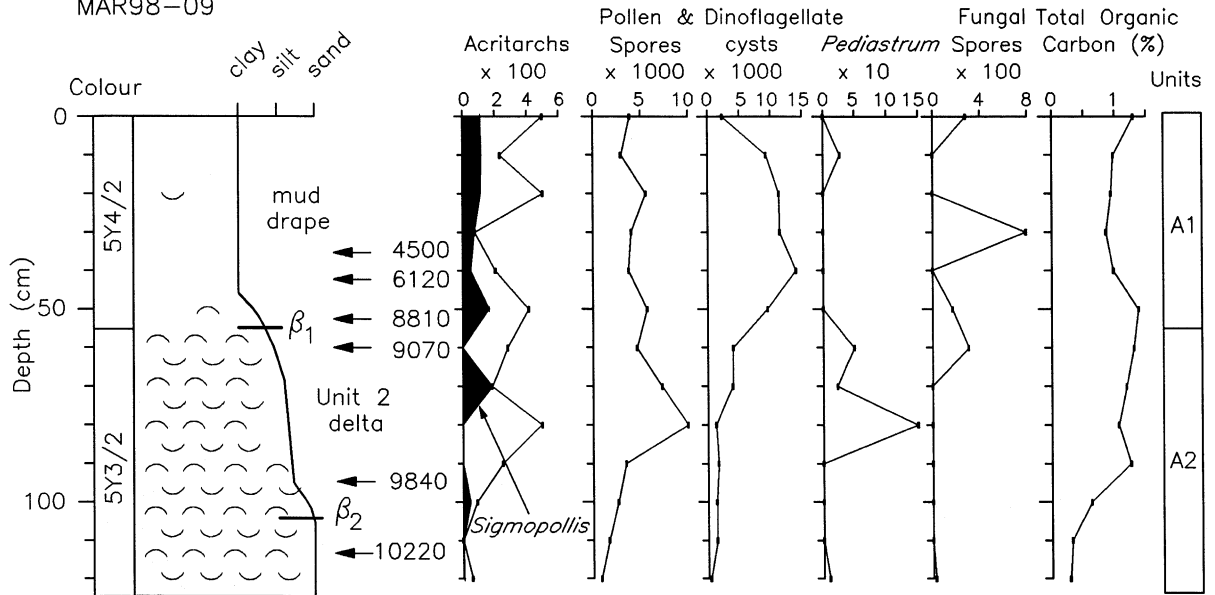 MAR98-09
Pollen & Dinoflagellate
Fungal Total Organic
Acritarchs Spores cysts Pediastrum Spores Carbon (%)
clay silt sand
x 100 x 1000 x 1000 x 10 x 100
Colour
Units
0 2 4 6 0 5 10 0 5 10 15 0 5 10 15 0 4 8 0 1
0
50
100
Depth (cm)
5Y4/2
5Y3/2
mud
drape
4500
6120
8810
β1
9070
Unit 2
delta
9840
β2
10220
Sigmopollis
A1
A2